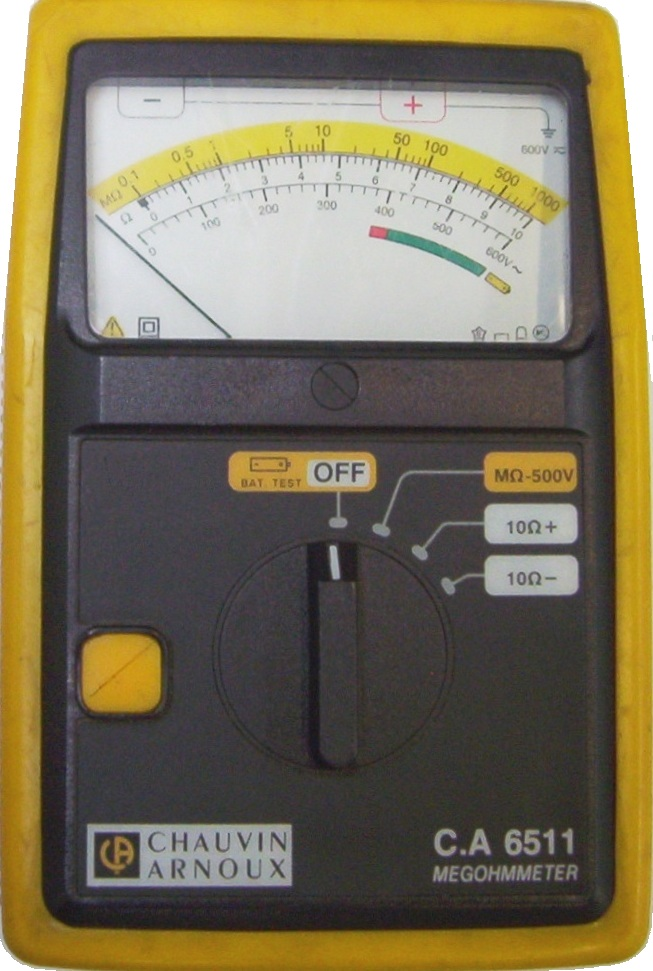 − +
600V
MΩ 0.1 0.5 1 5 10 50 100 500 1000
Ω 0 1 2 3 4 5 6 7 8 9 10
0 100 200 300 400 500 600V~
BAT. TEST OFF
MΩ-500V
10Ω+
10Ω−
CHAUVIN
ARNOUX
C.A 6511
MEGOHMMETER